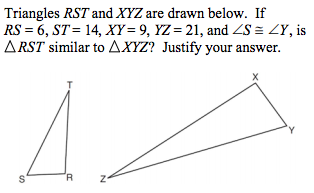 Triangles RST and XYZ are drawn below. If
RS = 6, ST = 14, XY = 9, YZ = 21, and ∠S ≅ ∠Y, is
△RST similar to △XYZ? Justify your answer.
T
X
Y
S
R
Z